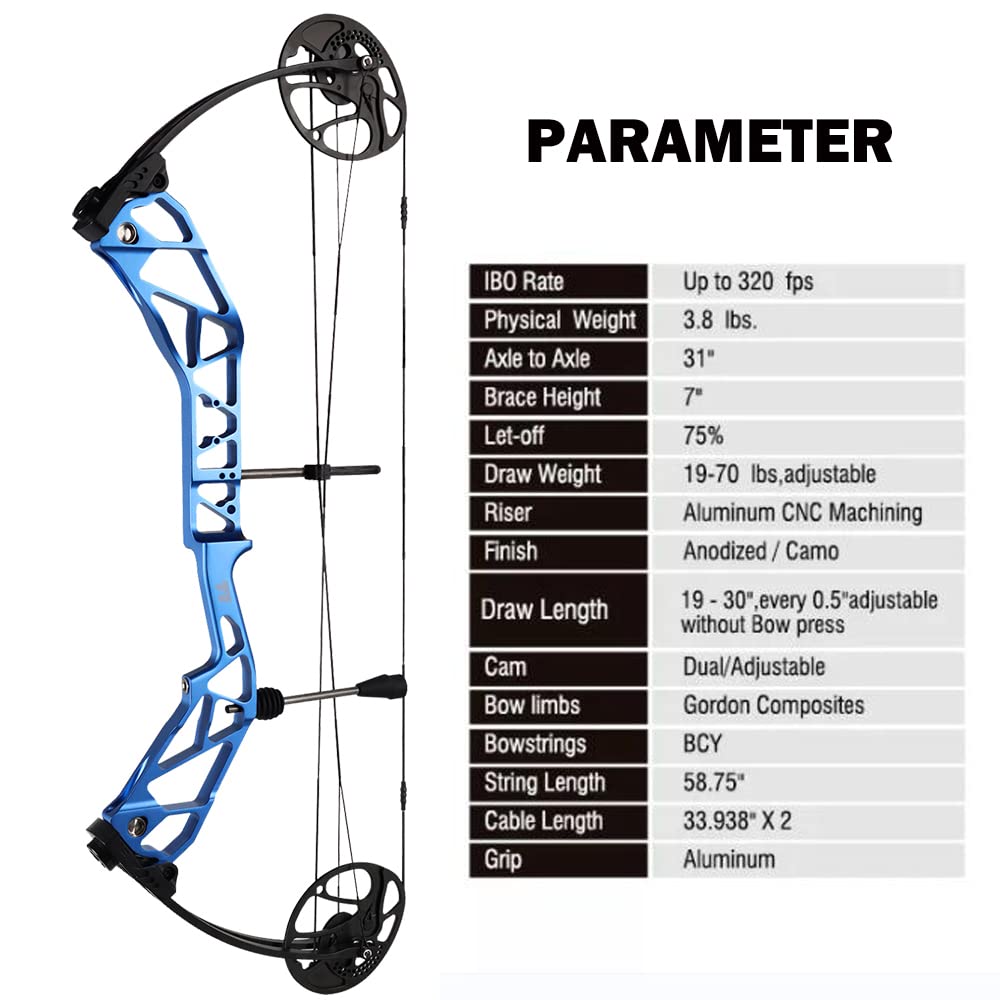 PARAMETER
IBO Rate Up to 320 fps
Physical Weight 3.8 lbs.
Axle to Axle 31"
Brace Height 7"
Let-off 75%
Draw Weight 19-70 lbs,adjustable
Riser Aluminum CNC Machining
Finish Anodized / Camo
Draw Length 19 - 30",every 0.5"adjustable
without Bow press
Cam Dual/Adjustable
Bow limbs Gordon Composites
Bowstrings BCY
String Length 58.75"
Cable Length 33.938" X 2
Grip Aluminum